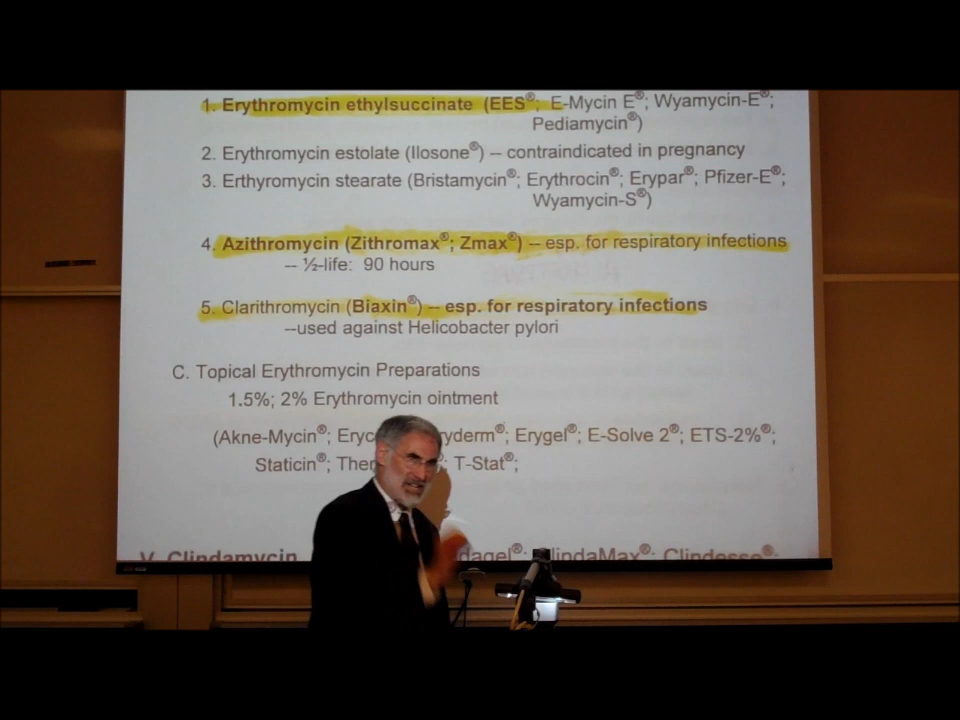 1. Erythromycin ethylsuccinate (EES®; E-Mycin E®; Wyamycin-E®;
Pediamycin®)
2. Erythromycin estolate (Ilosone®) – contraindicated in pregnancy
3. Erthyromycin stearate (Bristamycin®; Erythrocin®; Erypar®; Pfizer-E®;
Wyamycin-S®)
4. Azithromycin (Zithromax®; Zmax®) – esp. for respiratory infections
-- ½-life: 90 hours
5. Clarithromycin (Biaxin®) – esp. for respiratory infections
--used against Helicobacter pylori
C. Topical Erythromycin Preparations
1.5%; 2% Erythromycin ointment
(Akne-Mycin®; Eryc ryderm®; Erygel®; E-Solve 2®; ETS-2%®;
Staticin®; Ther ®; T-Stat®;
V. Clindamycin dagel®; lindaMax®; Clindesse®;